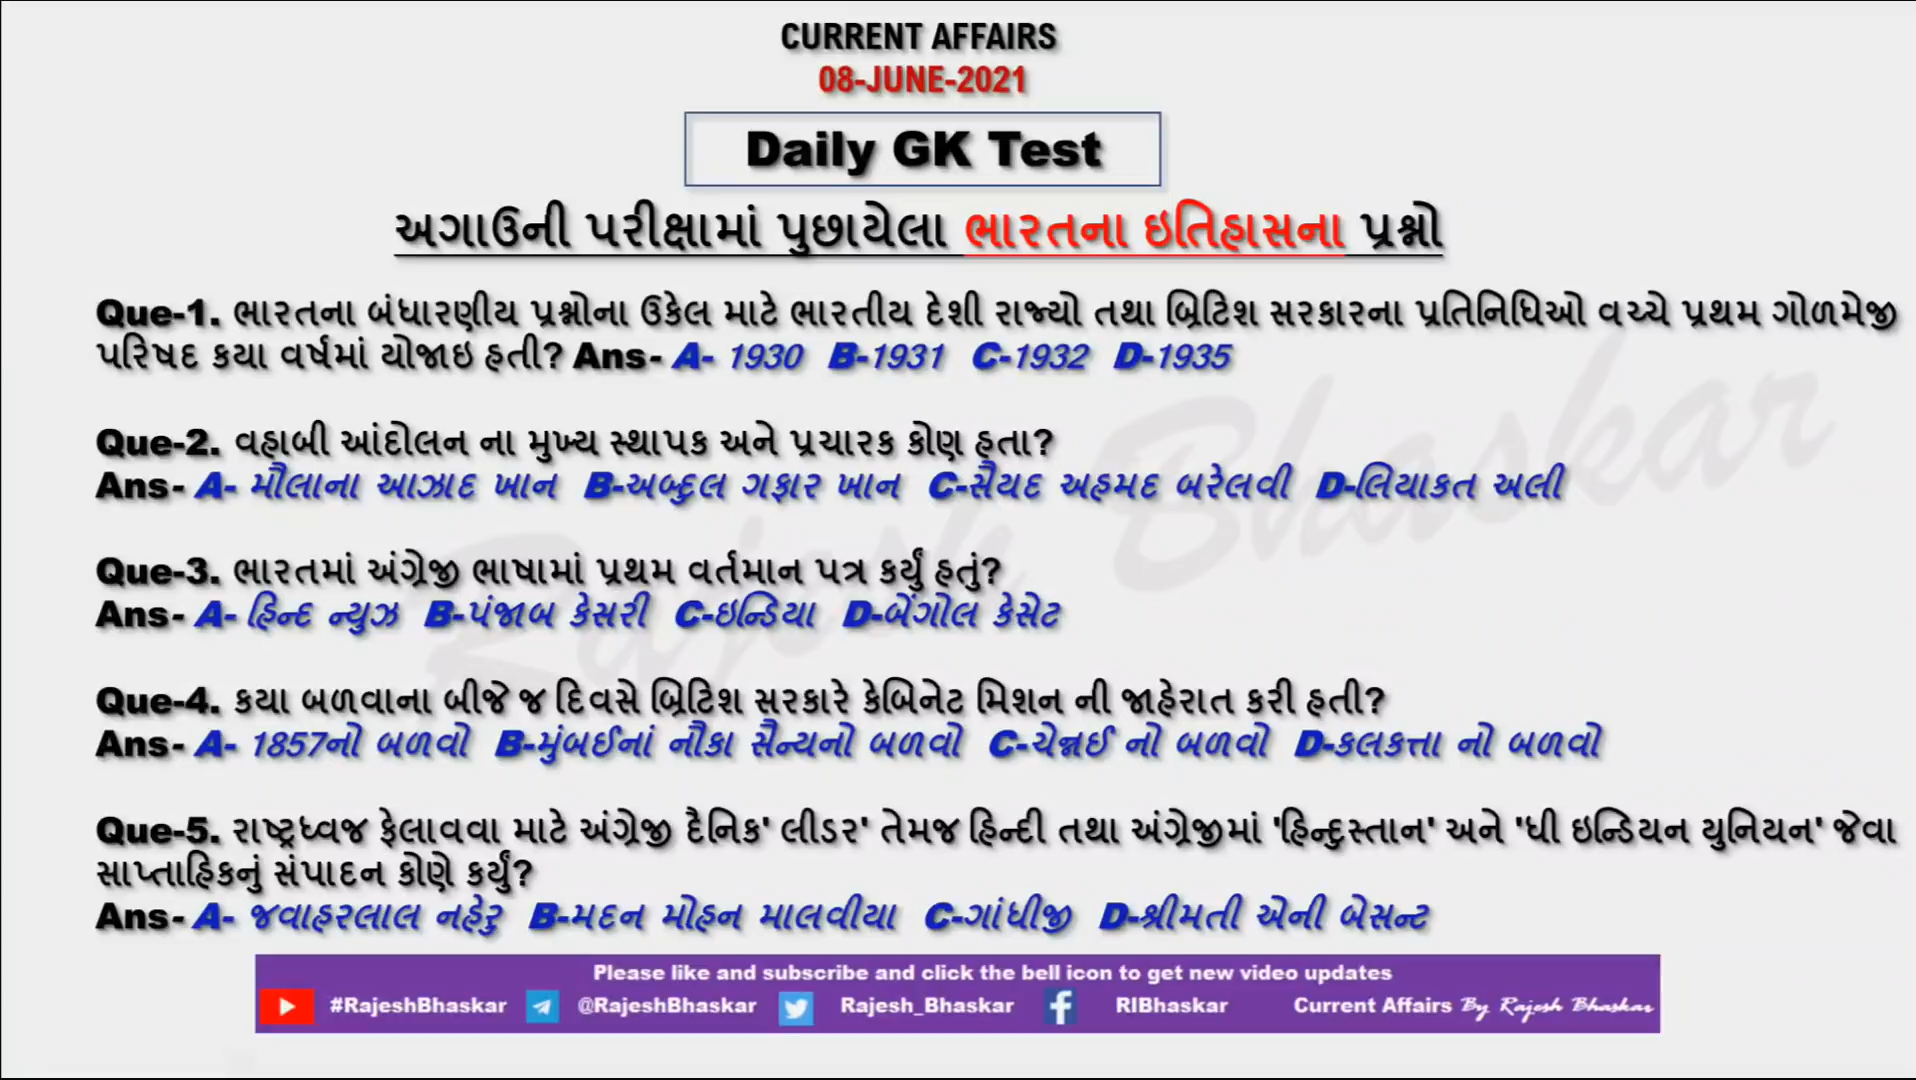 CURRENT AFFAIRS
08-JUNE-2021
Daily GK Test
અગાઉની પરીક્ષામાં પુછાયેલા ભારતના ઇતિહાસના પ્રશ્નો
Que-1. ભારતના બંધારણીય પ્રશ્નોના ઉકેલ માટે ભારતીય દેશી રાજ્યો તથા બ્રિટિશ સરકારના પ્રતિનિધિઓ વચ્ચે પ્રથમ ગોળમેજી
પરિષદ કયા વર્ષમાં યોજાઇ હતી? Ans- A- 1930 B-1931 C-1932 D-1935
Que-2. વહાબી આંદોલન ના મુખ્ય સ્થાપક અને પ્રચારક કોણ હતા?
Ans- A- મૌલાના આઝાદ ખાન B-અબ્દુલ ગફાર ખાન C-સૈયદ અહમદ બરેલવી D-લિયાકત અલી
Que-3. ભારતમાં અંગ્રેજી ભાષામાં પ્રથમ વર્તમાન પત્ર કર્યું હતું?
Ans- A- હિન્દ ન્યુઝ B-પંજાબ કેસરી C-ઇન્ડિયા D-બેંગોલ કેસેટ
Que-4. કયા બળવાના બીજે જ દિવસે બ્રિટિશ સરકારે કેબિનેટ મિશન ની જાહેરાત કરી હતી?
Ans- A- 1857નો બળવો B-મુંબઈનાં નૌકા સૈન્યનો બળવો C-ચેન્નઈ નો બળવો D-કલકત્તા નો બળવો
Que-5. રાષ્ટ્રધ્વજ ફેલાવવા માટે અંગ્રેજી દૈનિક' લીડર' તેમજ હિન્દી તથા અંગ્રેજીમાં 'હિન્દુસ્તાન' અને 'ધી ઇન્ડિયન યુનિયન' જેવા
સાપ્તાહિકનું સંપાદન કોણે કર્યું?
Ans- A- જવાહરલાલ નહેરુ B-મદન મોહન માલવીયા C-ગાંધીજી D-શ્રીમતી એની બેસન્ટ
Rajesh Bhaskar
Please like and subscribe and click the bell icon to get new video updates
#RajeshBhaskar @RajeshBhaskar Rajesh_Bhaskar RIBhaskar Current Affairs By Rajesh Bhaskar